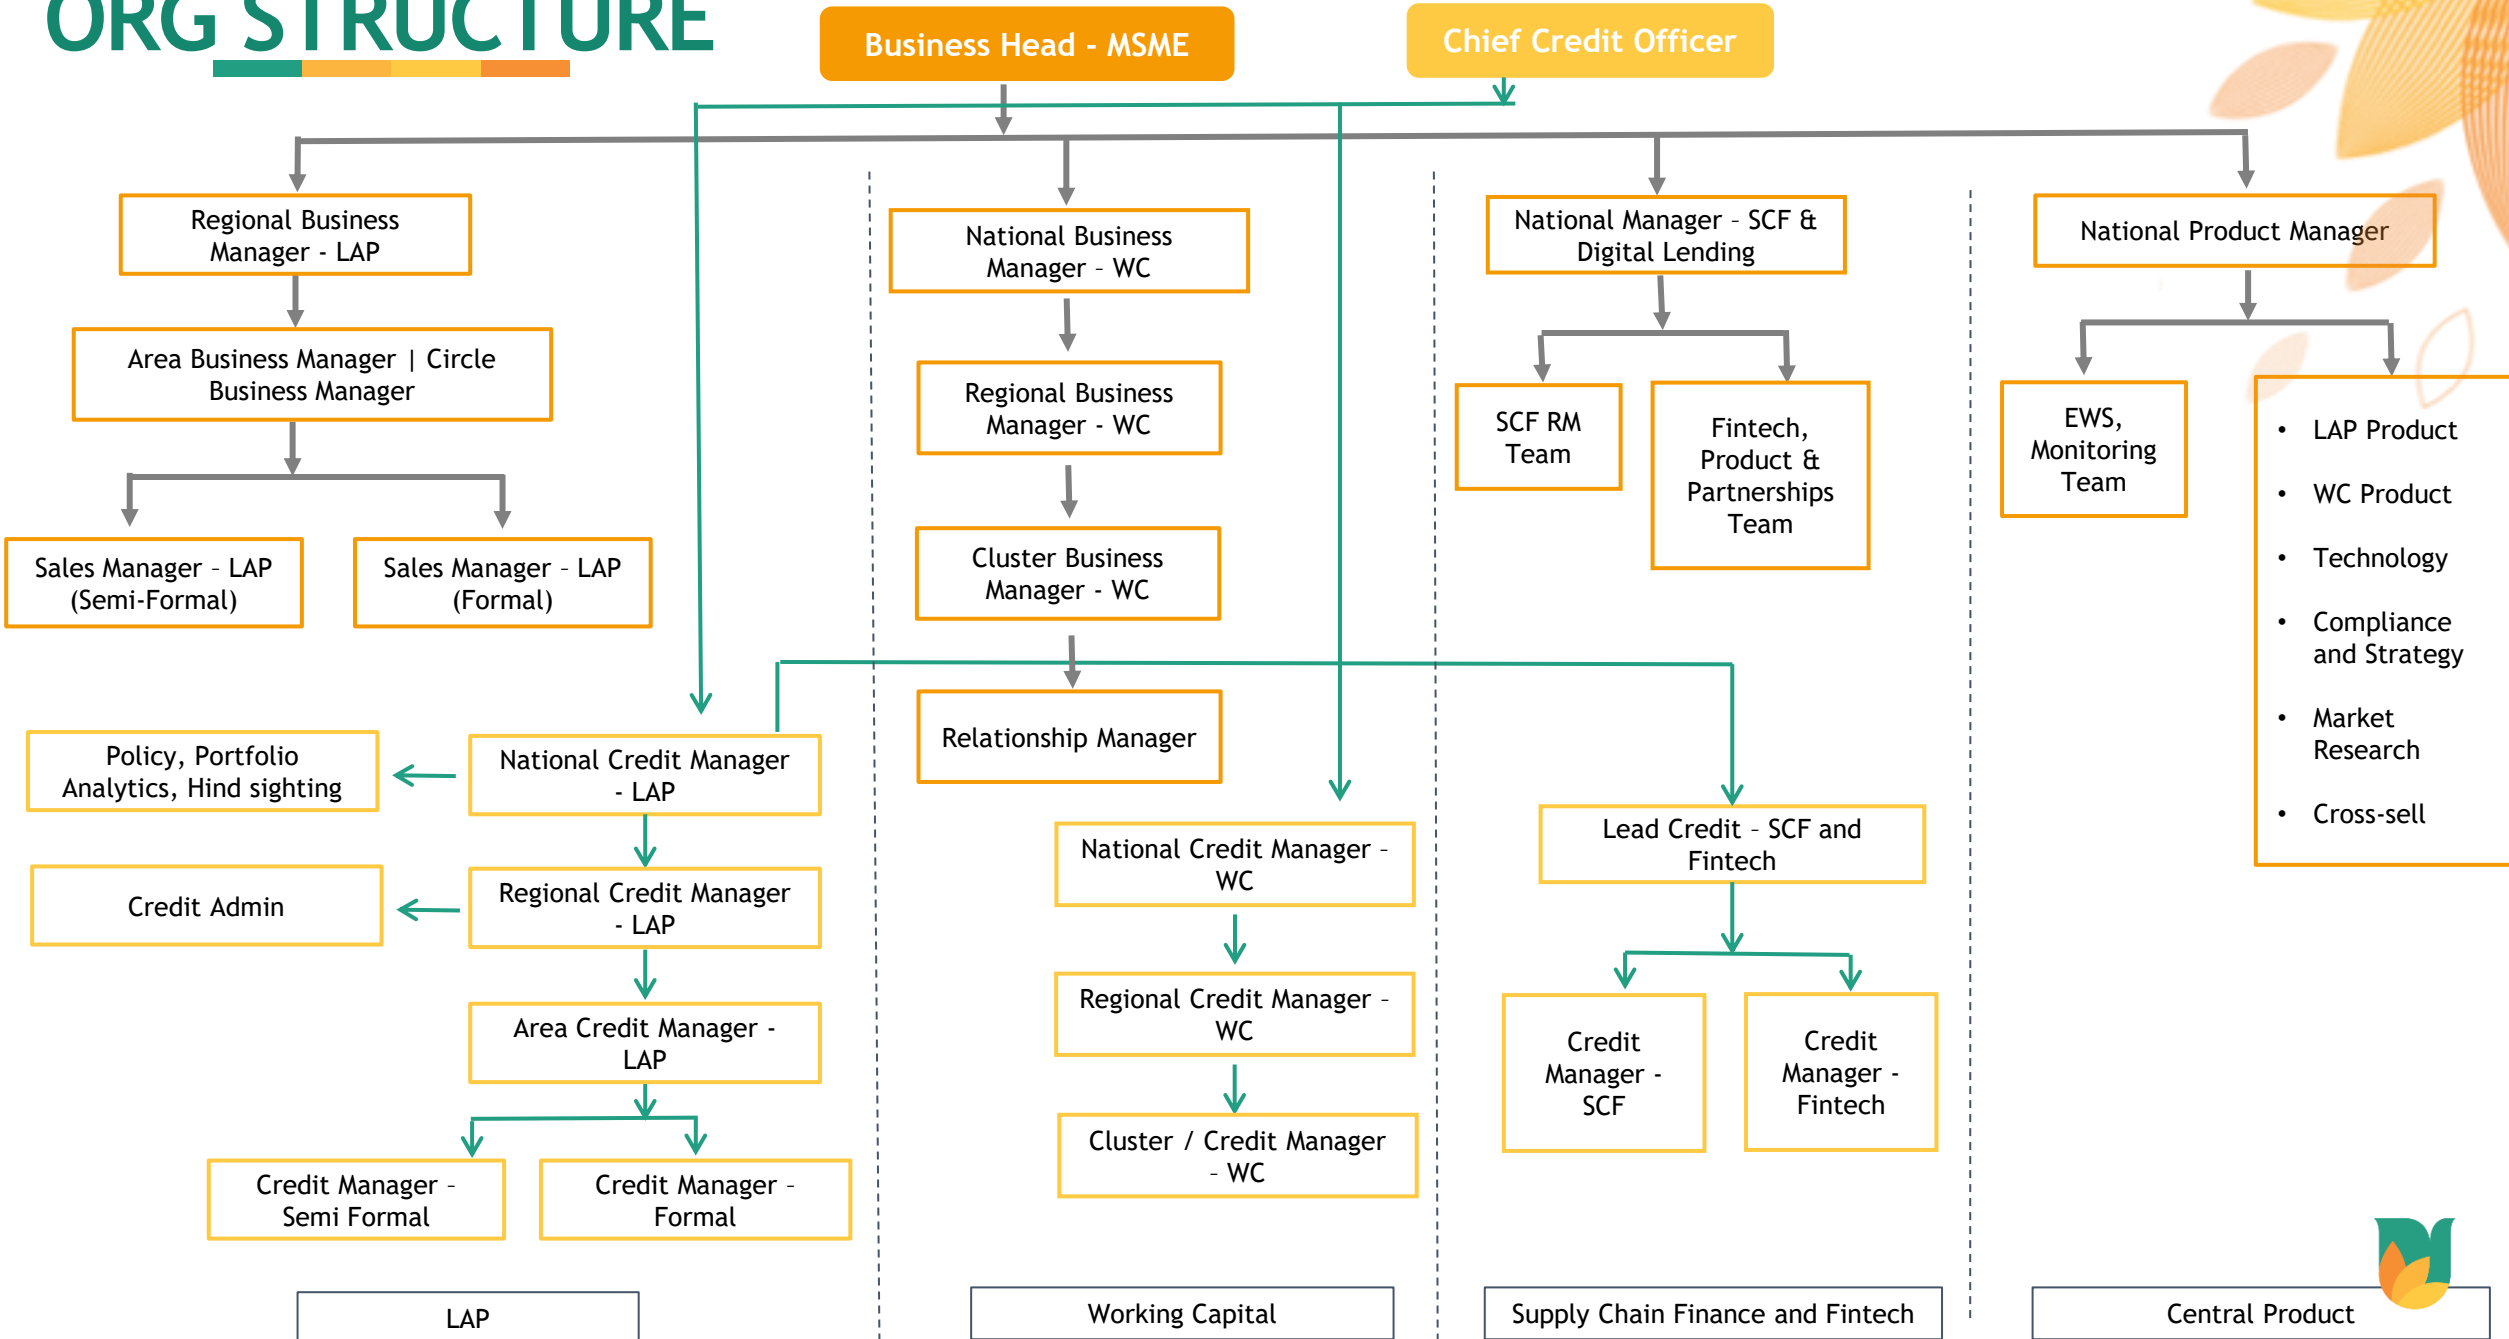 ORG STRUCTURE
Business Head - MSME
Chief Credit Officer
Regional Business
Manager - LAP
Area Business Manager | Circle
Business Manager
Sales Manager – LAP
(Semi-Formal)
Sales Manager – LAP
(Formal)
Policy, Portfolio
Analytics, Hind sighting
Credit Admin
National Credit Manager
- LAP
Regional Credit Manager
- LAP
Area Credit Manager -
LAP
Credit Manager –
Semi Formal
Credit Manager –
Formal
LAP
National Business
Manager – WC
Regional Business
Manager - WC
Cluster Business
Manager - WC
Relationship Manager
National Credit Manager –
WC
Regional Credit Manager –
WC
Cluster / Credit Manager
– WC
Working Capital
National Manager – SCF &
Digital Lending
SCF RM
Team
Fintech,
Product &
Partnerships
Team
Lead Credit – SCF and
Fintech
Credit
Manager -
SCF
Credit
Manager -
Fintech
Supply Chain Finance and Fintech
National Product Manager
EWS,
Monitoring
Team
• LAP Product
• WC Product
• Technology
• Compliance
and Strategy
• Market
Research
• Cross-sell
Central Product